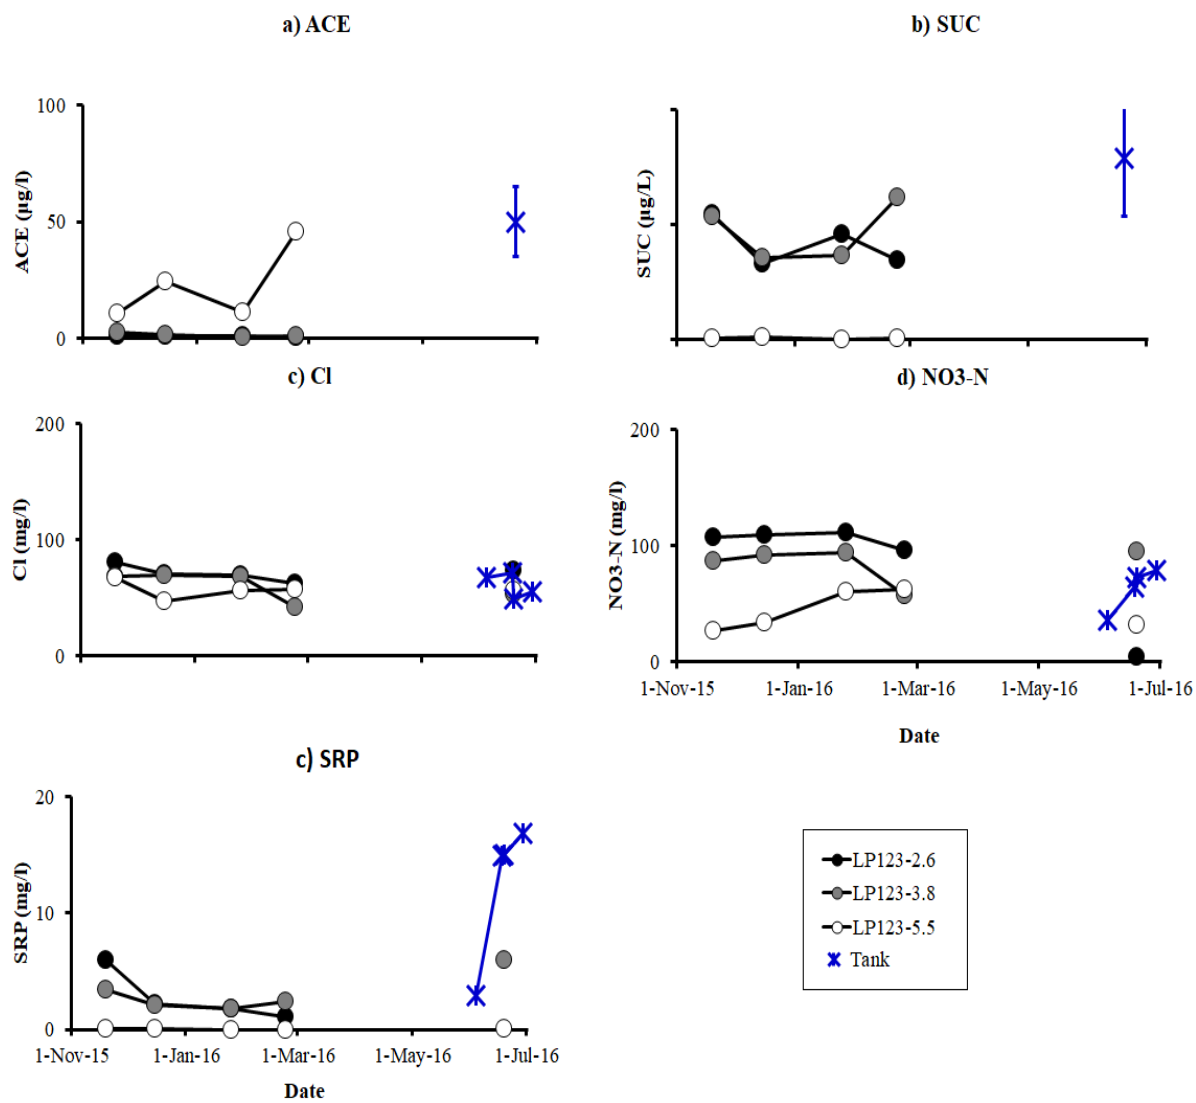 a) ACE
b) SUC
100
50
0
ACE (µg/l)
SUC (µg/L)
c) Cl
d) NO3-N
200
100
0
Cl (mg/l)
200
100
0
NO3-N (mg/l)
1-Nov-15 1-Jan-16 1-Mar-16 1-May-16 1-Jul-16
Date
c) SRP
20
10
0
SRP (mg/l)
1-Nov-15 1-Jan-16 1-Mar-16 1-May-16 1-Jul-16
Date
LP123-2.6
LP123-3.8
LP123-5.5
Tank